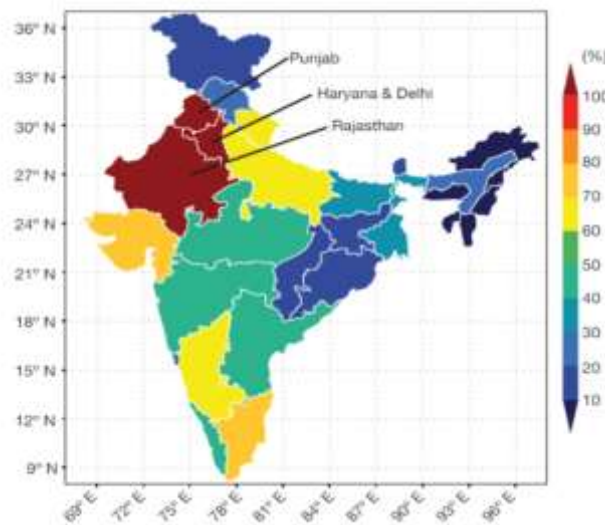 36° N
33° N
30° N
27° N
24° N
21° N
18° N
15° N
12° N
9° N
Punjab
Haryana & Delhi
Rajasthan
(%)
100
90
80
70
60
50
40
30
20
10
69° E
72° E
75° E
78° E
81° E
84° E
87° E
90° E
93° E
96° E